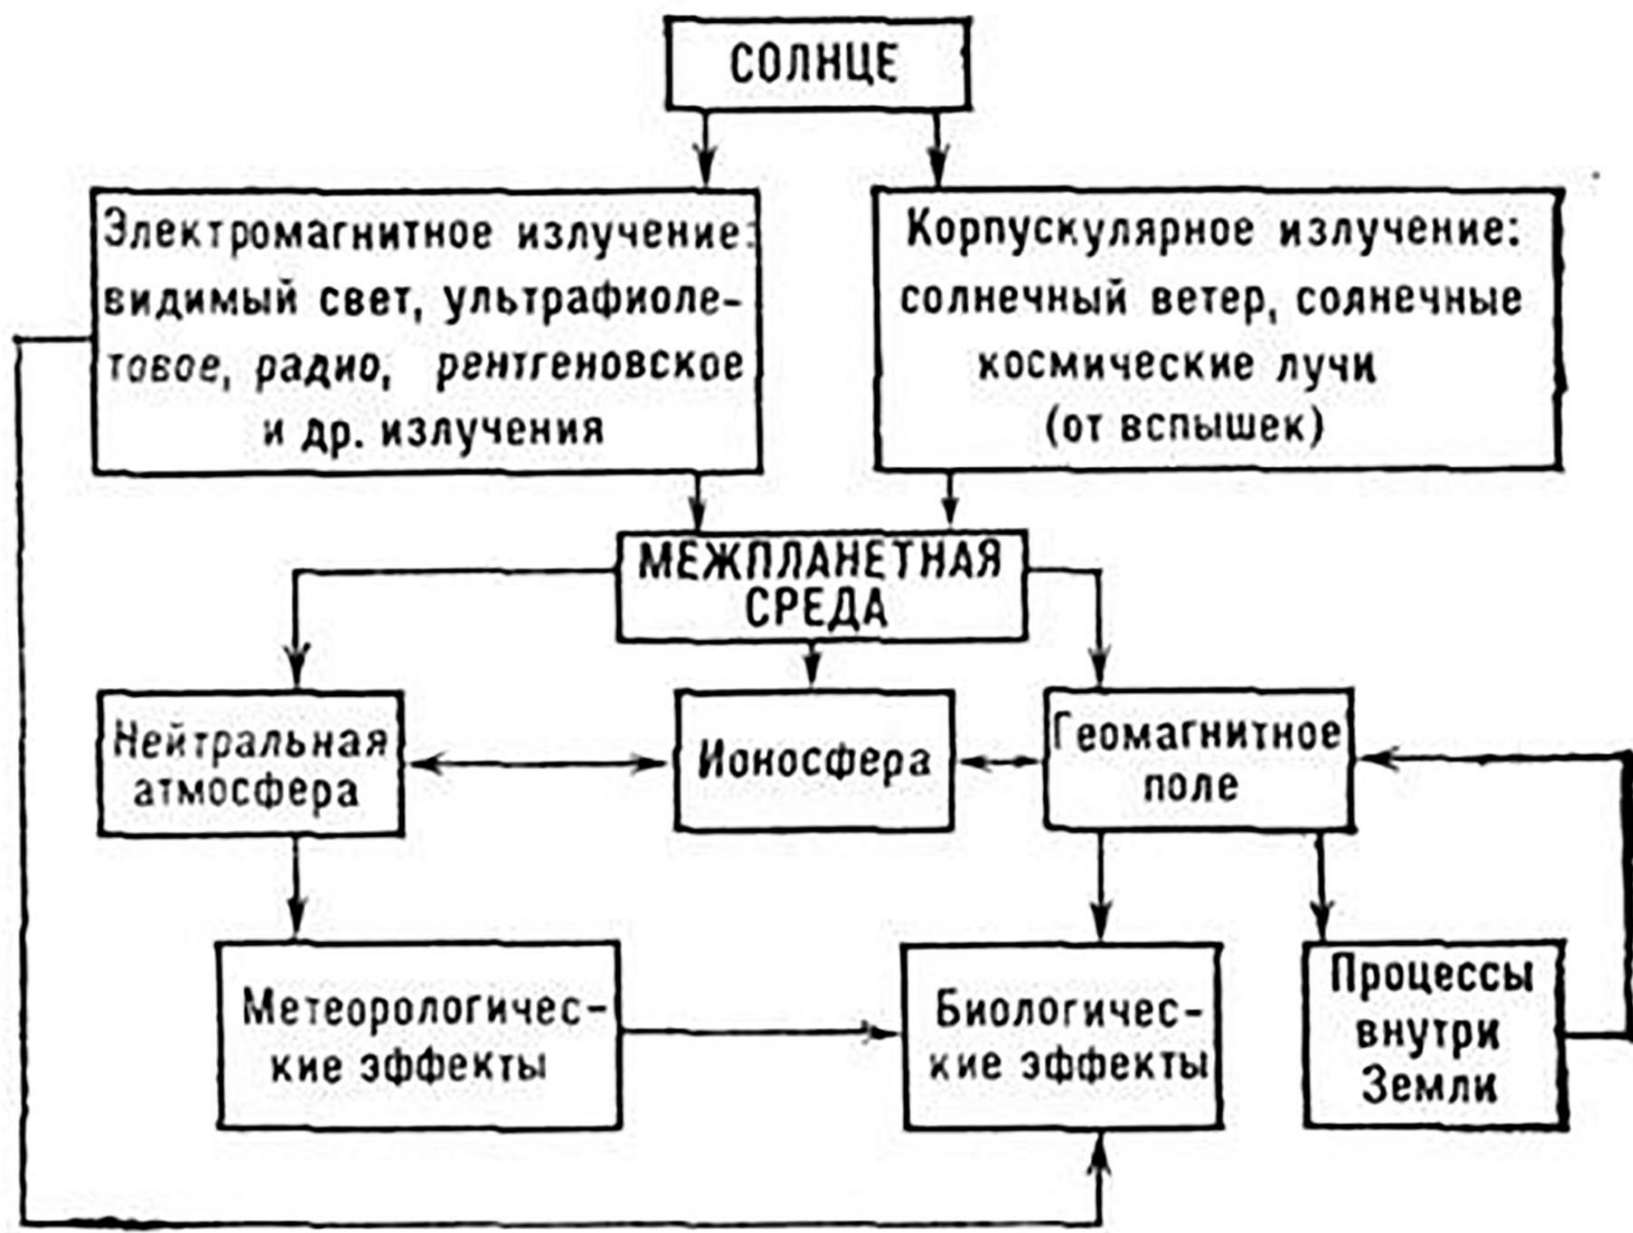 СОЛНЦЕ
Электромагнитное излучение:
видимый свет, ультрафиоле-
товое, радио, рентгеновское
и др. излучения
Корпускулярное излучение:
солнечный ветер, солнечные
космические лучи
(от вспышек)
МЕЖПЛАНЕТНАЯ
СРЕДА
Нейтральная
атмосфера
Ионосфера
Геомагнитное
поле
Метеорологичес-
кие эффекты
Биологичес-
кие эффекты
Процессы
внутри
Земли